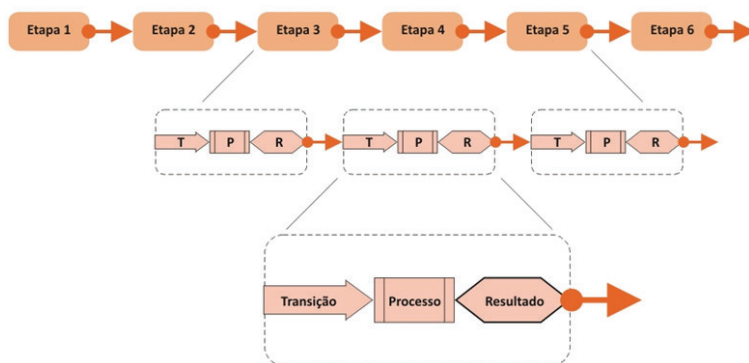 Etapa 1 Etapa 2 Etapa 3 Etapa 4 Etapa 5 Etapa 6
T P R T P R T P R
Transição Processo Resultado